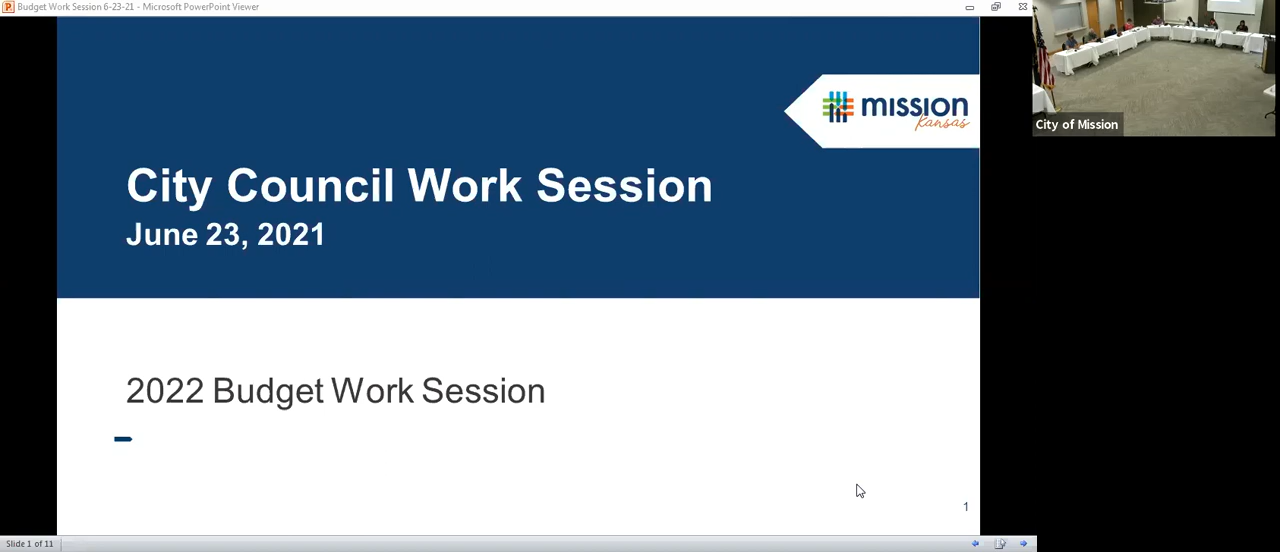 Budget Work Session 6-23-21 - Microsoft PowerPoint Viewer
mission
kansas
City of Mission
City Council Work Session
June 23, 2021
2022 Budget Work Session
1
Slide 1 of 11